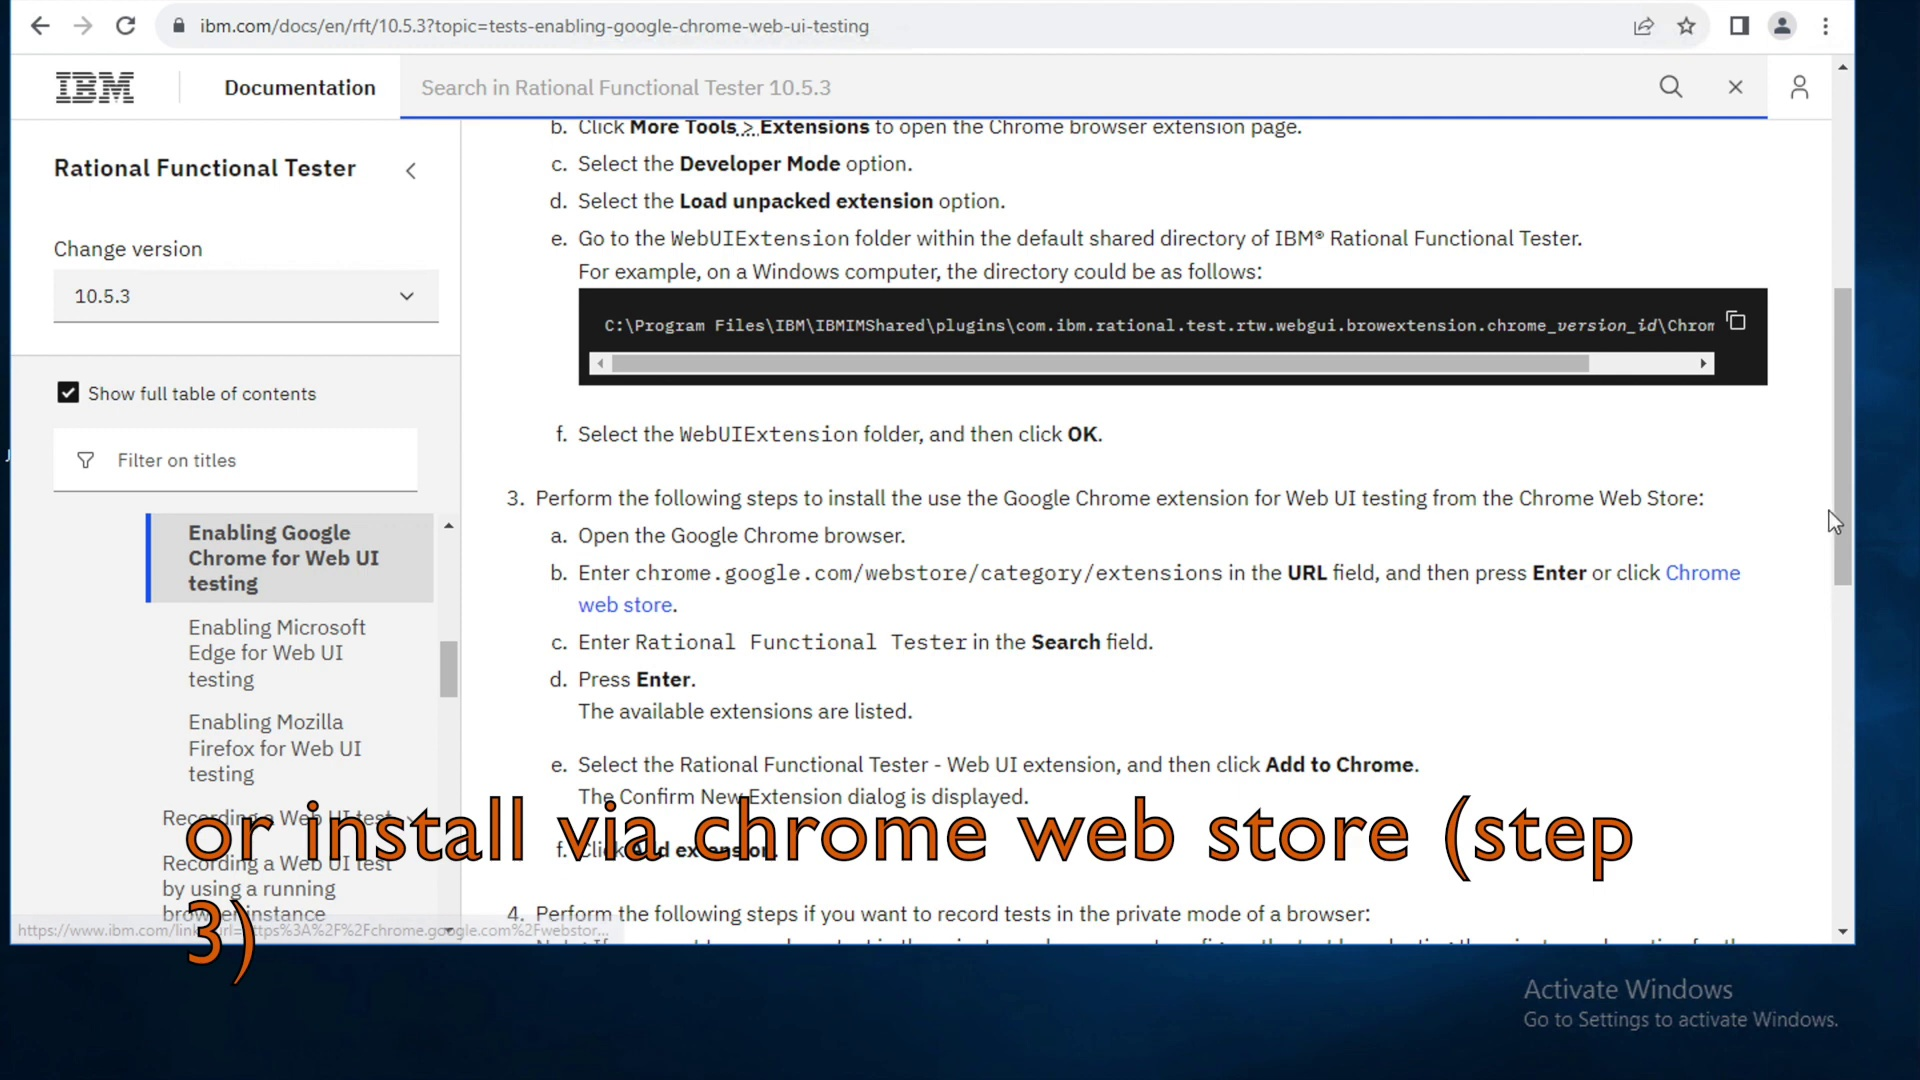 ibm.com/docs/en/rft/10.5.3?topic=tests-enabling-google-chrome-web-ui-testing
IBM
Documentation
Search in Rational Functional Tester 10.5.3
Rational Functional Tester
Change version
10.5.3
Show full table of contents
Filter on titles
Enabling Google
Chrome for Web UI
testing
Enabling Microsoft
Edge for Web UI
testing
Enabling Mozilla
Firefox for Web UI
testing
Recording a Web UI test
Recording a Web UI test
by using a running
browser instance
b. Click More Tools > Extensions to open the Chrome browser extension page.
c. Select the Developer Mode option.
d. Select the Load unpacked extension option.
e. Go to the WebUIExtension folder within the default shared directory of IBM® Rational Functional Tester.
For example, on a Windows computer, the directory could be as follows:
C:\Program Files\IBM\IBMIMShared\plugins\com.ibm.rational.test.rtw.webgui.browextension.chrome_version_id\Chrom
f. Select the WebUIExtension folder, and then click OK.
3. Perform the following steps to install the use the Google Chrome extension for Web UI testing from the Chrome Web Store:
a. Open the Google Chrome browser.
b. Enter chrome.google.com/webstore/category/extensions in the URL field, and then press Enter or click Chrome
web store.
c. Enter Rational Functional Tester in the Search field.
d. Press Enter.
The available extensions are listed.
e. Select the Rational Functional Tester - Web UI extension, and then click Add to Chrome.
The Confirm New Extension dialog is displayed.
f. Click Add extension.
4. Perform the following steps if you want to record tests in the private mode of a browser:
or install via chrome web store (step
3)
Activate Windows
Go to Settings to activate Windows.